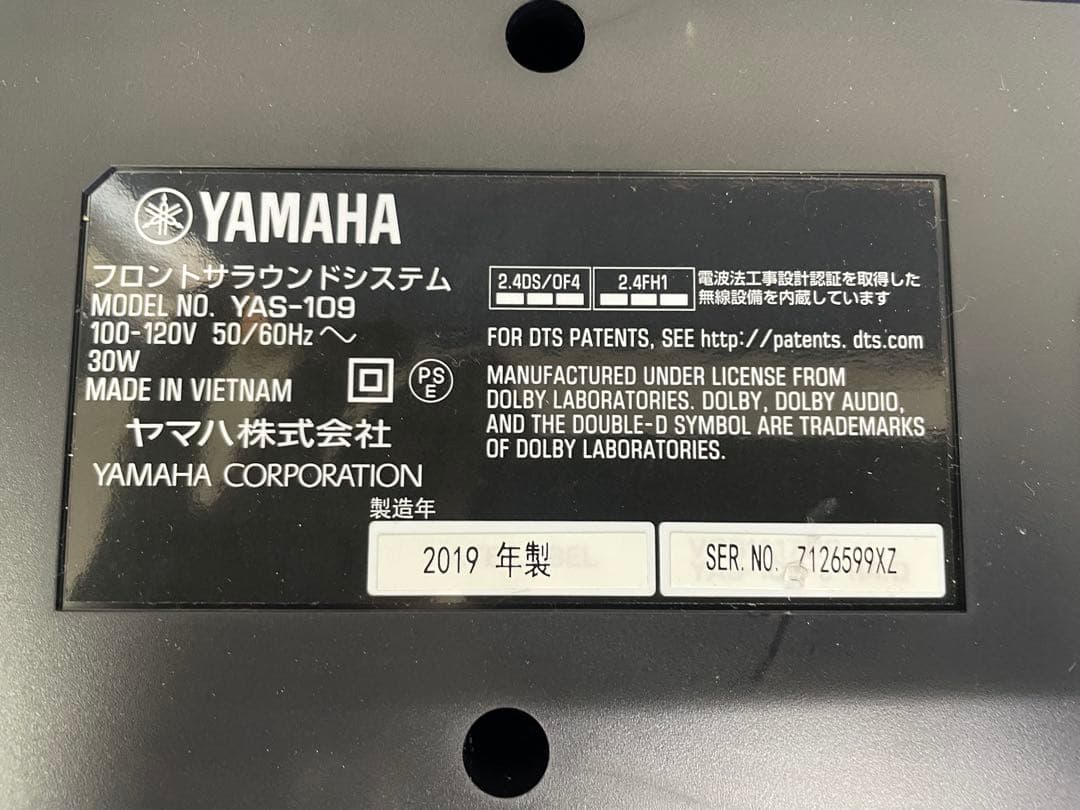 YAMAHA
フロントサラウンドシステム
MODEL NO. YAS-109
100-120V 50/60Hz ～
30W
MADE IN VIETNAM
PS
E
ヤマハ株式会社
YAMAHA CORPORATION
2.4DS/OF4 2.4FH1
電波法工事設計認証を取得した
無線設備を内蔵しています
FOR DTS PATENTS, SEE http://patents. dts.com
MANUFACTURED UNDER LICENSE FROM
DOLBY LABORATORIES. DOLBY, DOLBY AUDIO,
AND THE DOUBLE-D SYMBOL ARE TRADEMARKS
OF DOLBY LABORATORIES.
製造年
2019 年製
SER. NO. Z126599XZ